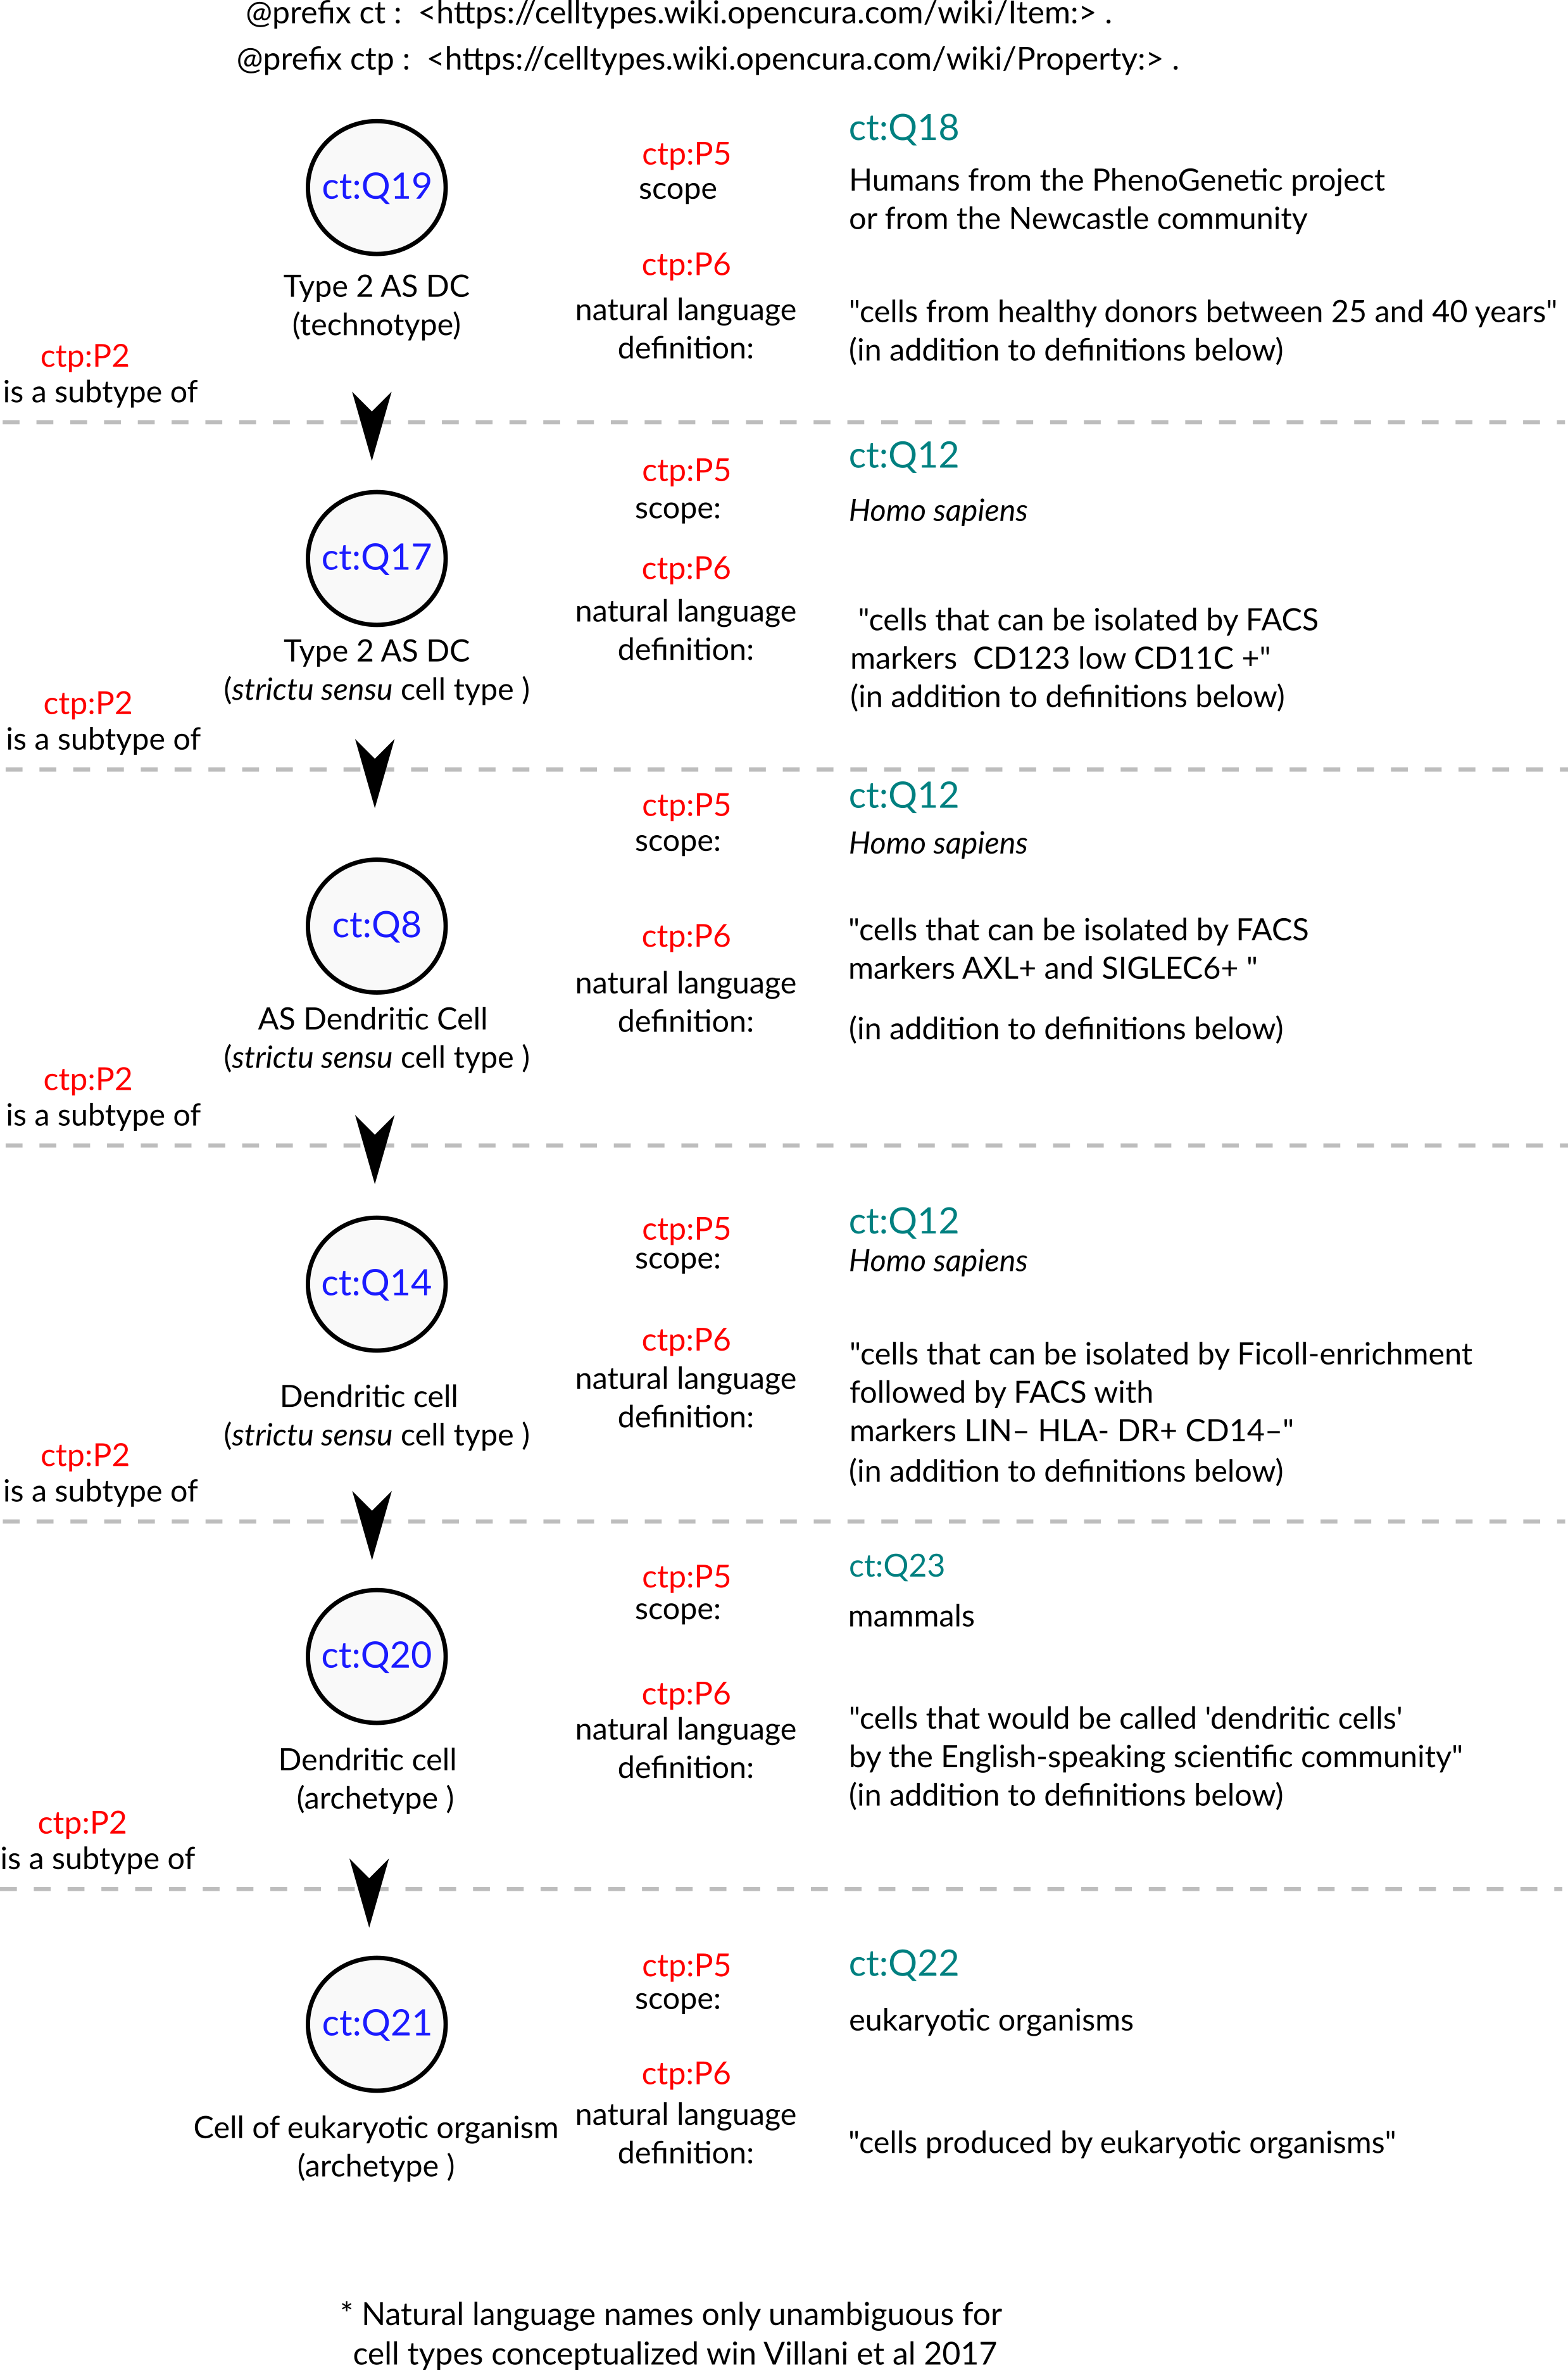 @prefix ct :  <https://celltypes.wiki.opencura.com/wiki/Item:> .
@prefix ctp :  <https://celltypes.wiki.opencura.com/wiki/Property:> .
ct:Q19
Type 2 AS DC
(technotype)
ctp:P5
scope
ct:Q18
Humans from the PhenoGenetic project
or from the Newcastle community
ctp:P6
natural language
definition:
"cells from healthy donors between 25 and 40 years"
(in addition to definitions below)
ctp:P2
is a subtype of
ct:Q17
Type 2 AS DC
(strictu sensu cell type )
ctp:P5
scope:
ct:Q12
Homo sapiens
ctp:P6
natural language
definition:
"cells that can be isolated by FACS
markers  CD123 low CD11C +"
(in addition to definitions below)
ctp:P2
is a subtype of
ct:Q8
AS Dendritic Cell
(strictu sensu cell type )
ctp:P5
scope:
ct:Q12
Homo sapiens
ctp:P6
natural language
definition:
"cells that can be isolated by FACS
markers AXL+ and SIGLEC6+ "
(in addition to definitions below)
ctp:P2
is a subtype of
ct:Q14
Dendritic cell
(strictu sensu cell type )
ctp:P5
scope:
ct:Q12
Homo sapiens
ctp:P6
natural language
definition:
"cells that can be isolated by Ficoll-enrichment
followed by FACS with
markers LIN– HLA- DR+ CD14–"
(in addition to definitions below)
ctp:P2
is a subtype of
ct:Q20
Dendritic cell
(archetype )
ctp:P5
scope:
ct:Q23
mammals
ctp:P6
natural language
definition:
"cells that would be called 'dendritic cells'
by the English-speaking scientific community"
(in addition to definitions below)
ctp:P2
is a subtype of
ct:Q21
Cell of eukaryotic organism
(archetype )
ctp:P5
scope:
ct:Q22
eukaryotic organisms
ctp:P6
natural language
definition:
"cells produced by eukaryotic organisms"
* Natural language names only unambiguous for
cell types conceptualized win Villani et al 2017